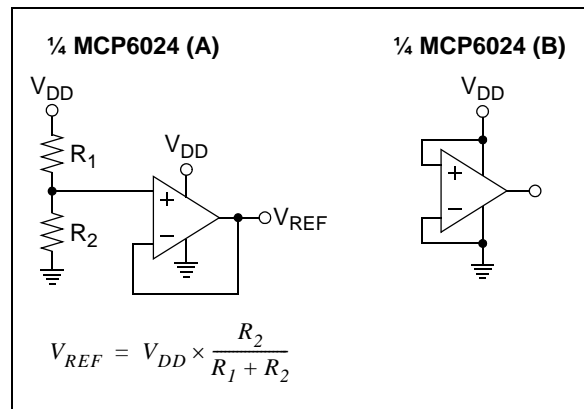 ¼ MCP6024 (A)
V_DD
R_1
R_2
V_DD
+
–
V_REF
V_REF = V_DD × R_2 / (R_1 + R_2)
¼ MCP6024 (B)
V_DD
+
–